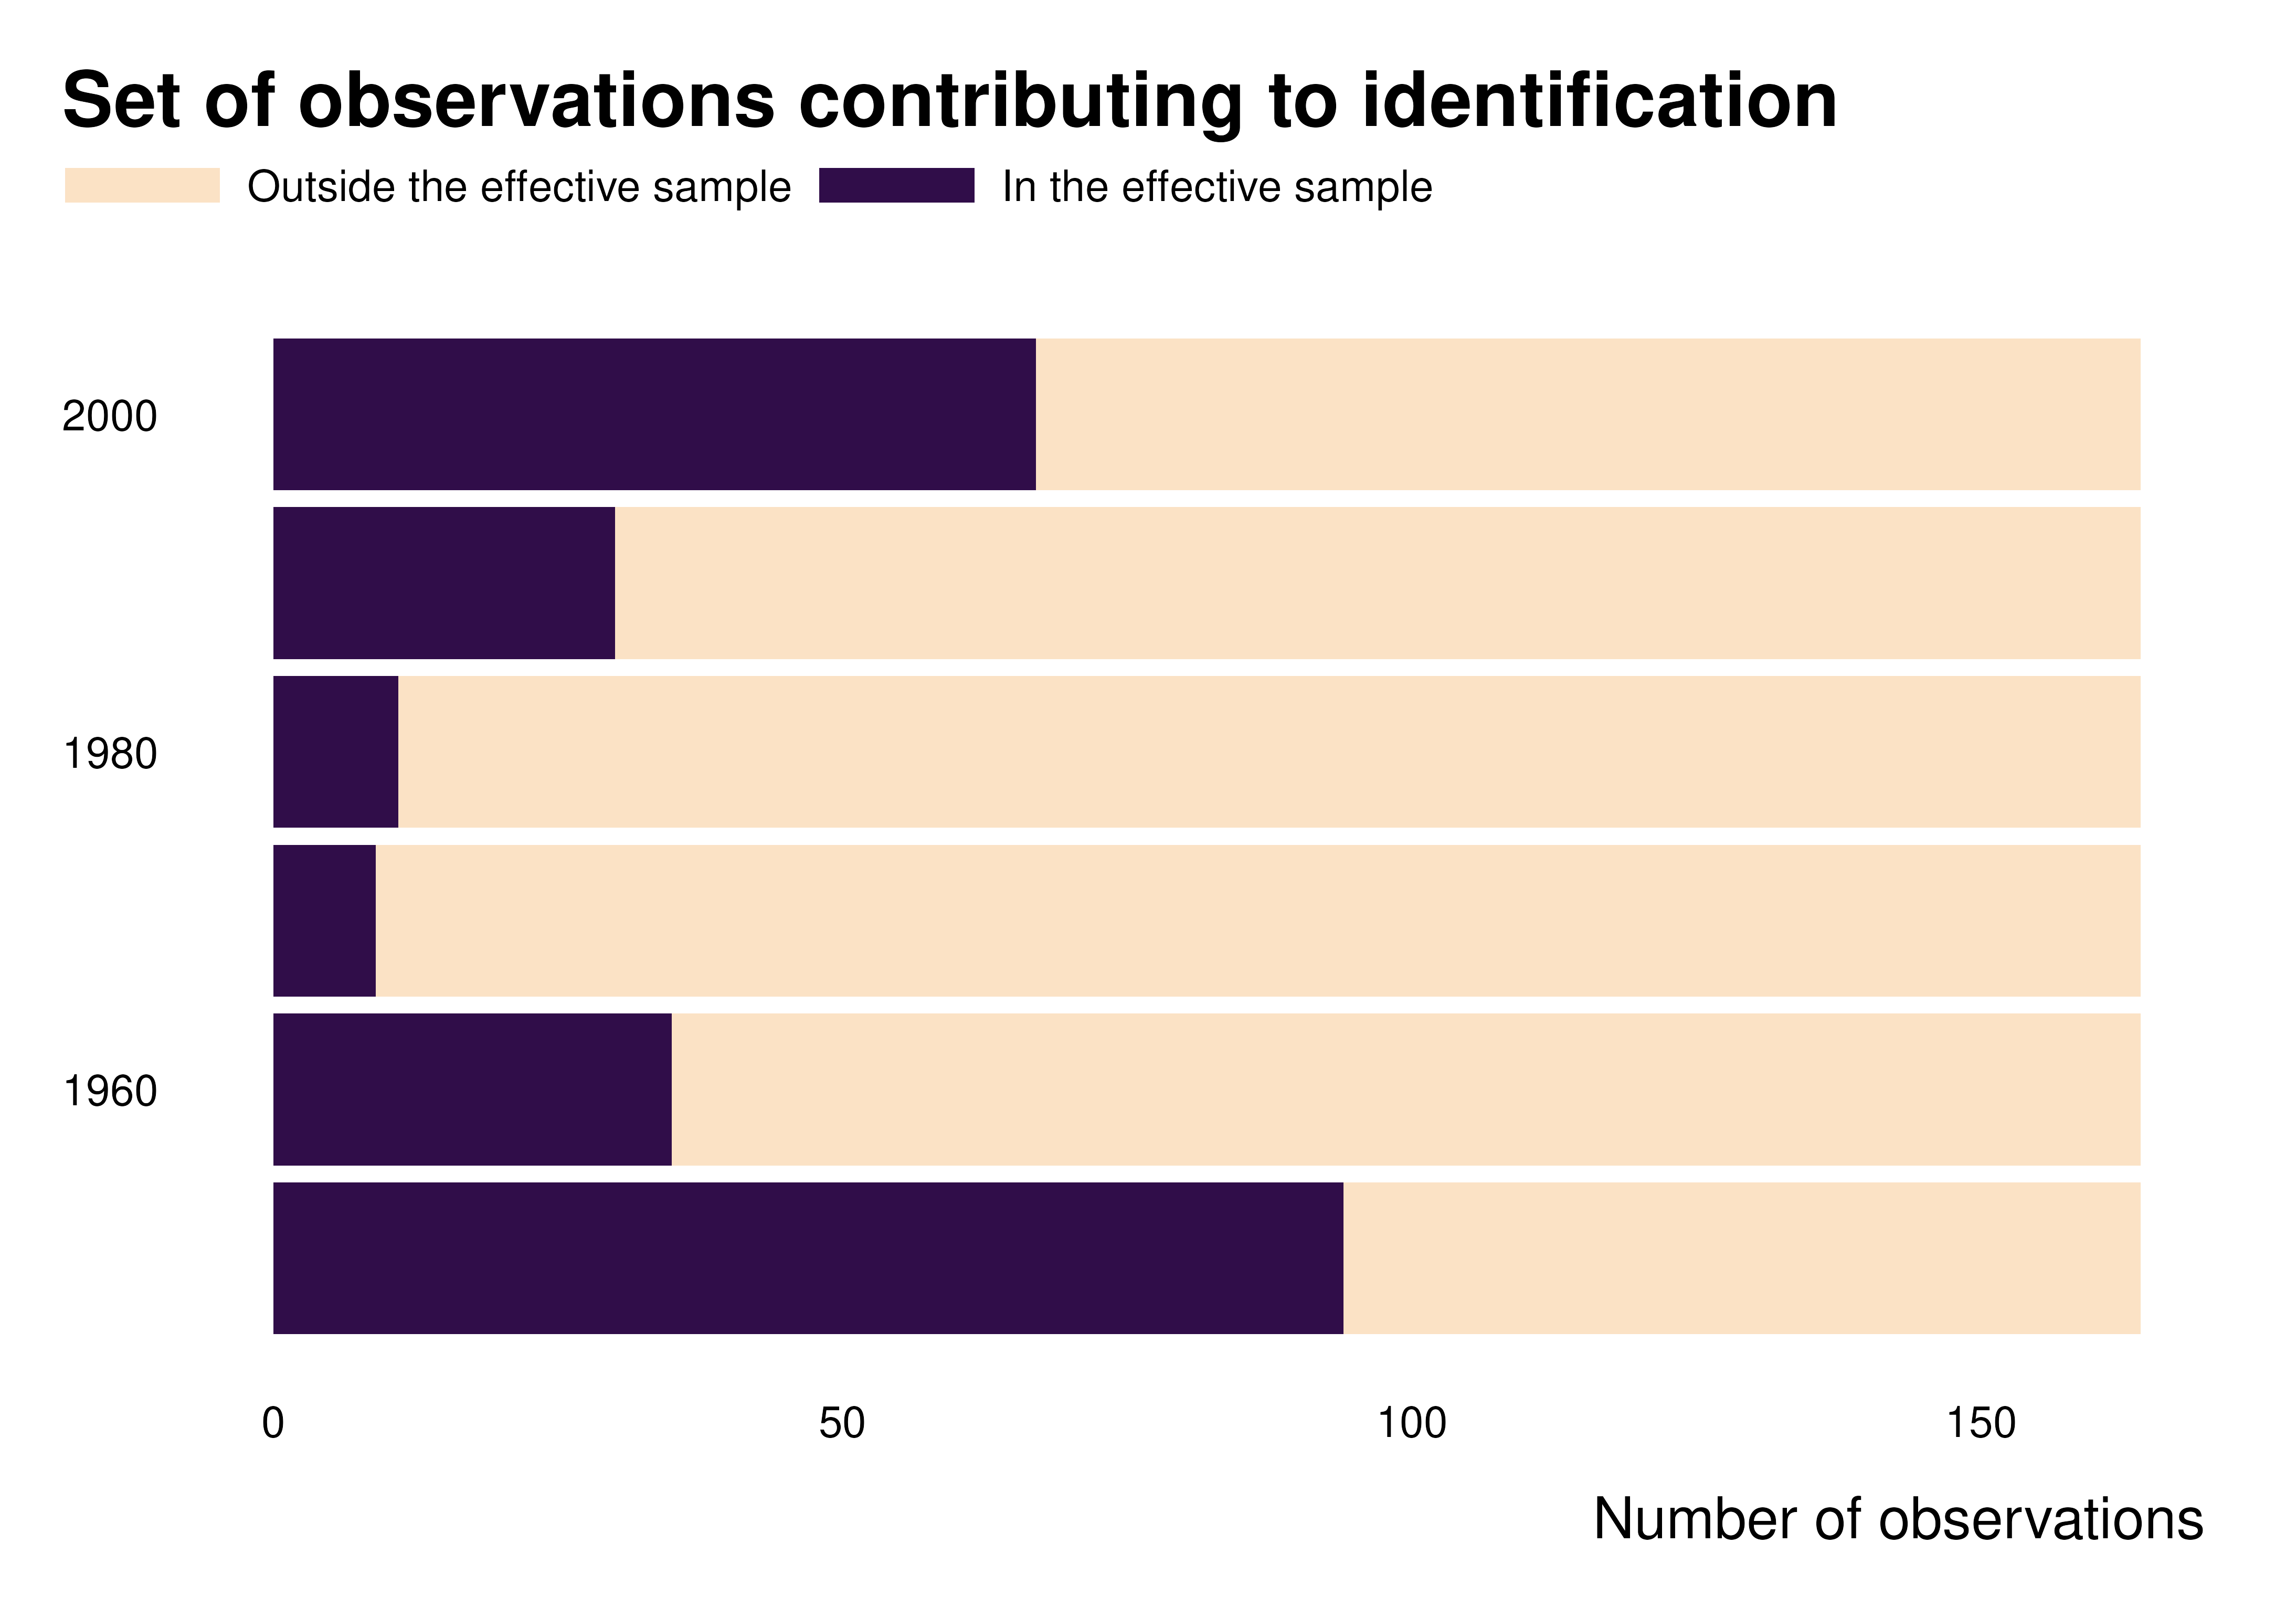 Set of observations contributing to identification
Outside the effective sample In the effective sample
2000
1980
1960
0 50 100 150
Number of observations